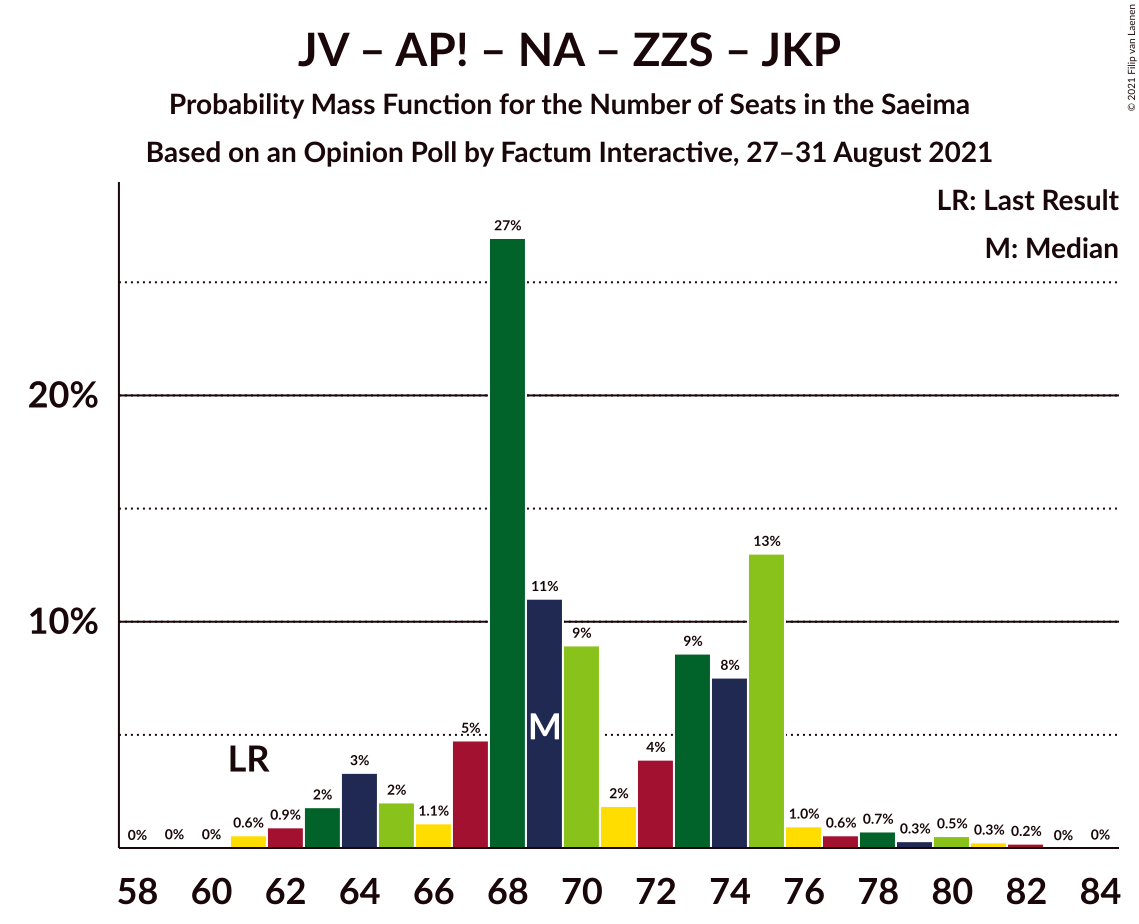 JV – AP! – NA – ZZS – JKP
Probability Mass Function for the Number of Seats in the Saeima
Based on an Opinion Poll by Factum Interactive, 27–31 August 2021
© 2021 Filip van Laenen
LR: Last Result
M: Median
20%
10%
LR
M
0% 0% 0% 0.6% 0.9% 2% 3% 2% 1.1% 5% 27% 11% 9% 2% 4% 9% 8% 13% 1.0% 0.6% 0.7% 0.3% 0.5% 0.3% 0.2% 0% 0%
58 60 62 64 66 68 70 72 74 76 78 80 82 84